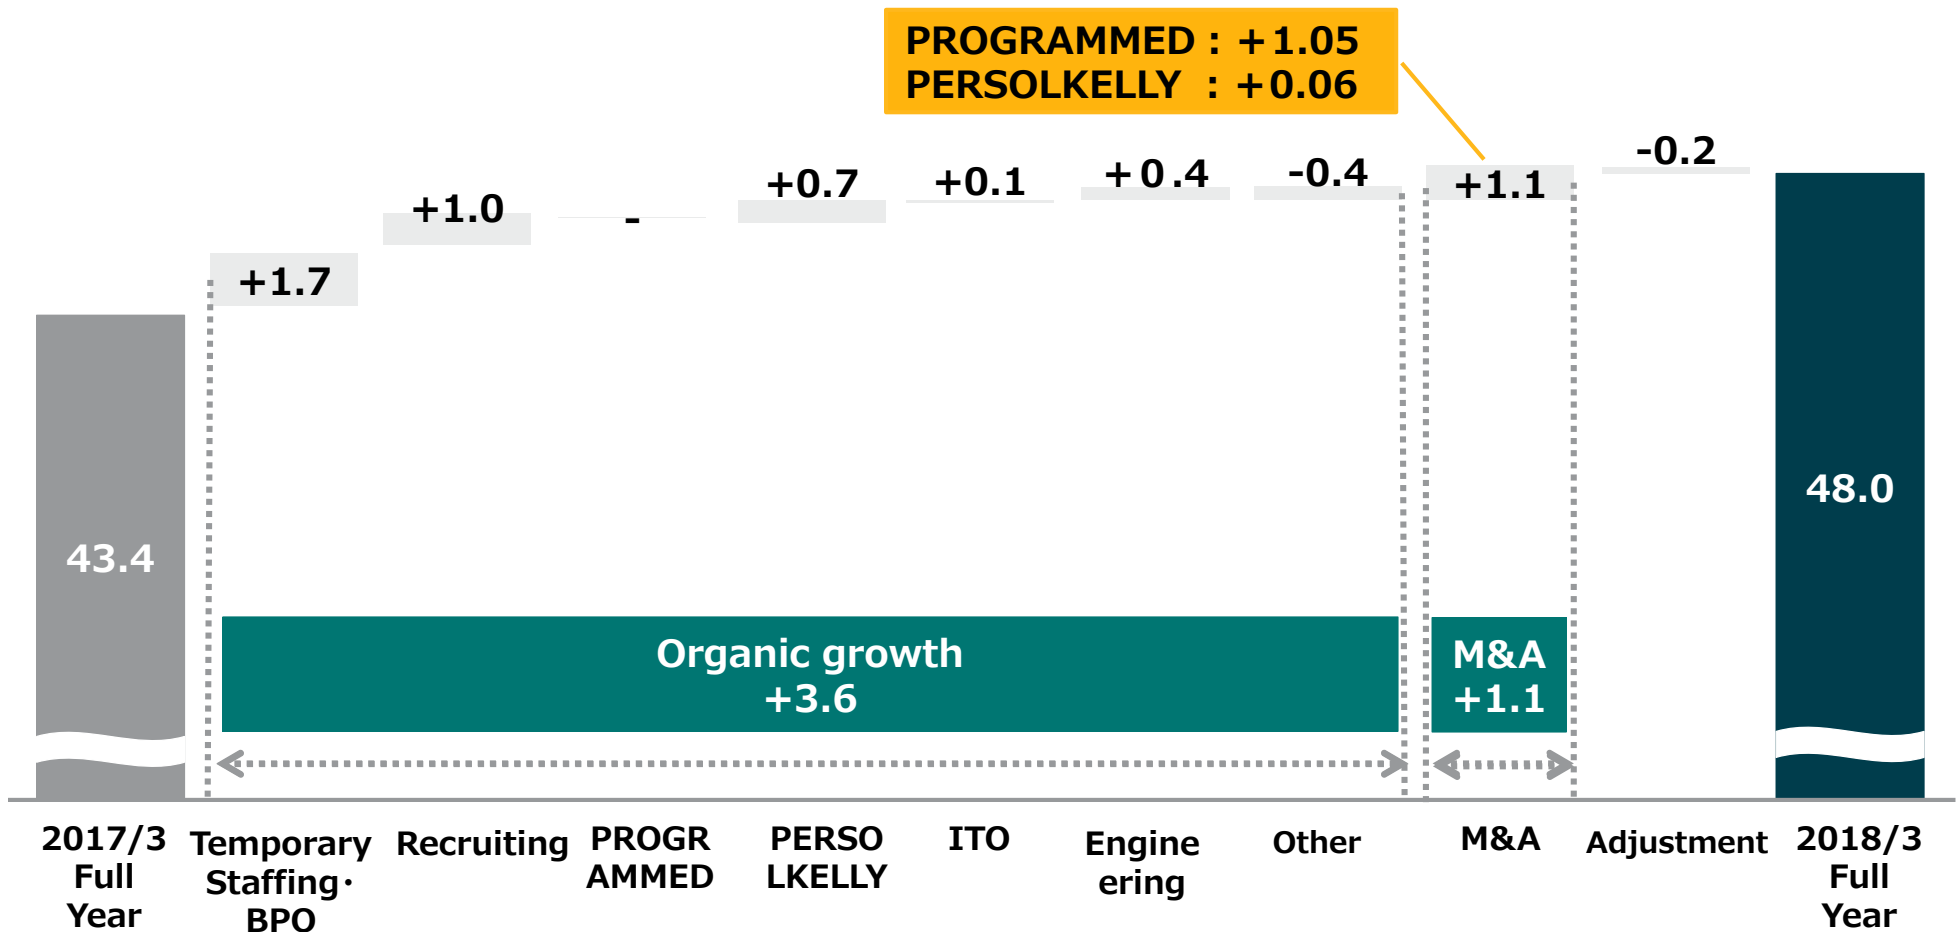 PROGRAMMED : +1.05
PERSOLKELLY : +0.06
+1.7
+1.0
-
+0.7
+0.1
+0.4
-0.4
+1.1
-0.2
43.4
48.0
Organic growth
+3.6
M&A
+1.1
2017/3
Full
Year
Temporary
Staffing・
BPO
Recruiting
PROGR
AMMED
PERSO
LKELLY
ITO
Engine
ering
Other
M&A
Adjustment
2018/3
Full
Year